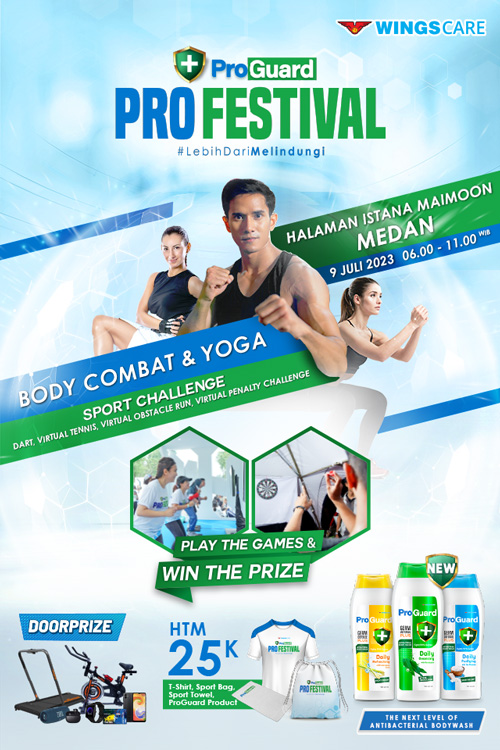 WINGSCARE
ProGuard
PRO FESTIVAL
#LebihDariMelindungi
HALAMAN ISTANA MAIMOON
MEDAN
9 JULI 2023 06.00 - 11.00 WIB
BODY COMBAT & YOGA
SPORT CHALLENGE
DART, VIRTUAL TENNIS, VIRTUAL OBSTACLE RUN, VIRTUAL PENALTY CHALLENGE
PLAY THE GAMES &
WIN THE PRIZE
DOORPRIZE
HTM
25K
T-Shirt, Sport Bag,
Sport Towel,
ProGuard Product
PRO FESTIVAL
PRO FESTIVAL
NEW
ProGuard
Daily
ProGuard
Daily
ProGuard
Daily
THE NEXT LEVEL OF
ANTIBACTERIAL BODYWASH